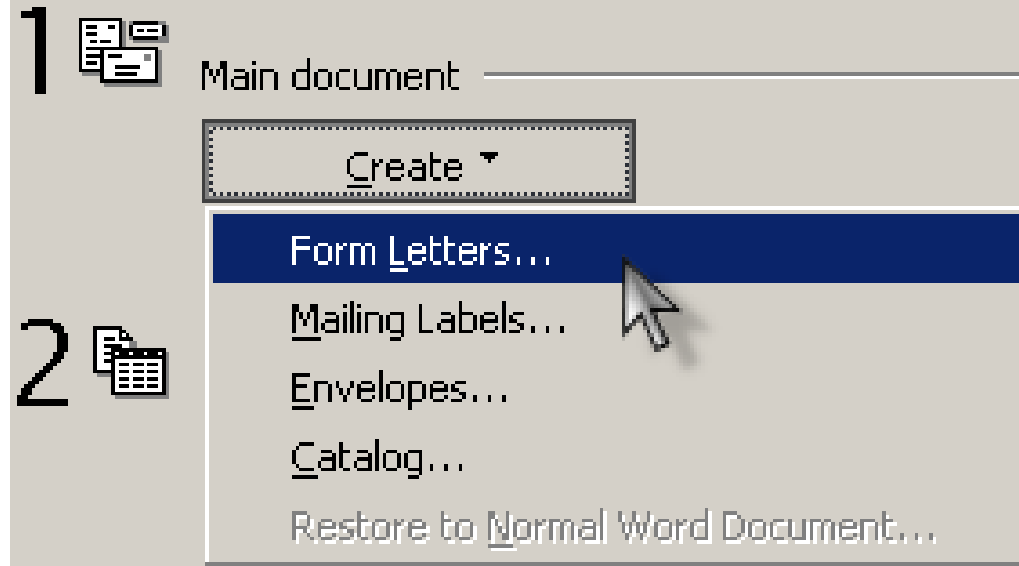 1
Main document
Create
Form Letters...
Mailing Labels...
2
Envelopes...
Catalog...
Restore to Normal Word Document...